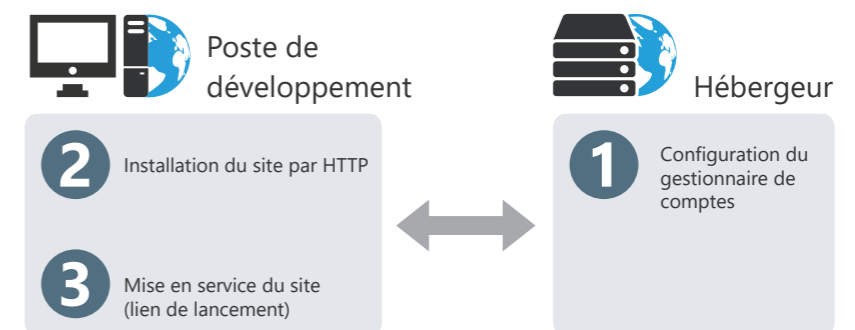 Poste de
développement
2
Installation du site par HTTP
3
Mise en service du site
(lien de lancement)
Hébergeur
1
Configuration du
gestionnaire de
comptes